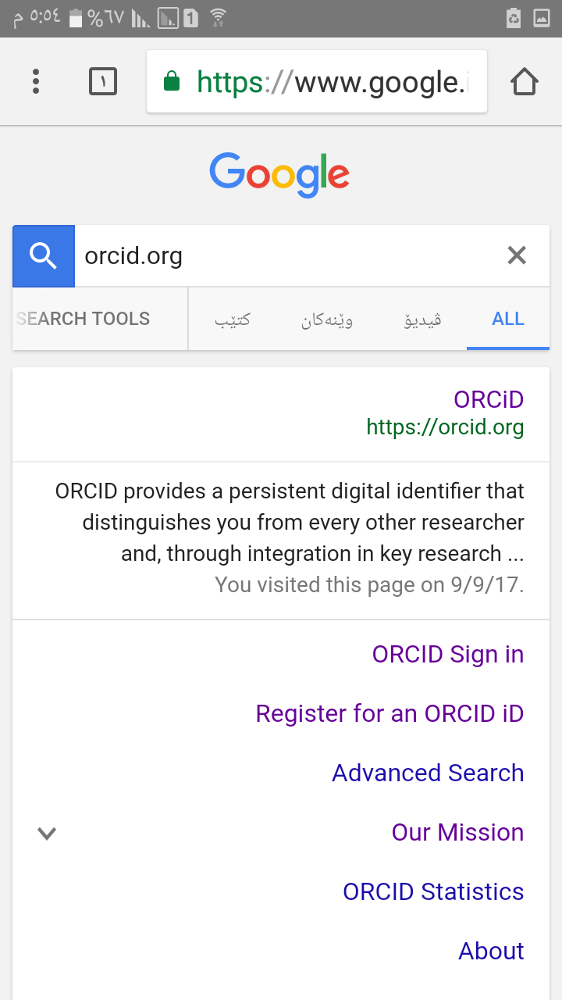 م ٥:٥٤ %٦٧ 1
١
https://www.google.
Google
orcid.org
SEARCH TOOLS کتێب وێنەکان ڤیدیۆ ALL
ORCiD
https://orcid.org
ORCID provides a persistent digital identifier that
distinguishes you from every other researcher
and, through integration in key research ...
You visited this page on 9/9/17.
ORCID Sign in
Register for an ORCID iD
Advanced Search
Our Mission
ORCID Statistics
About